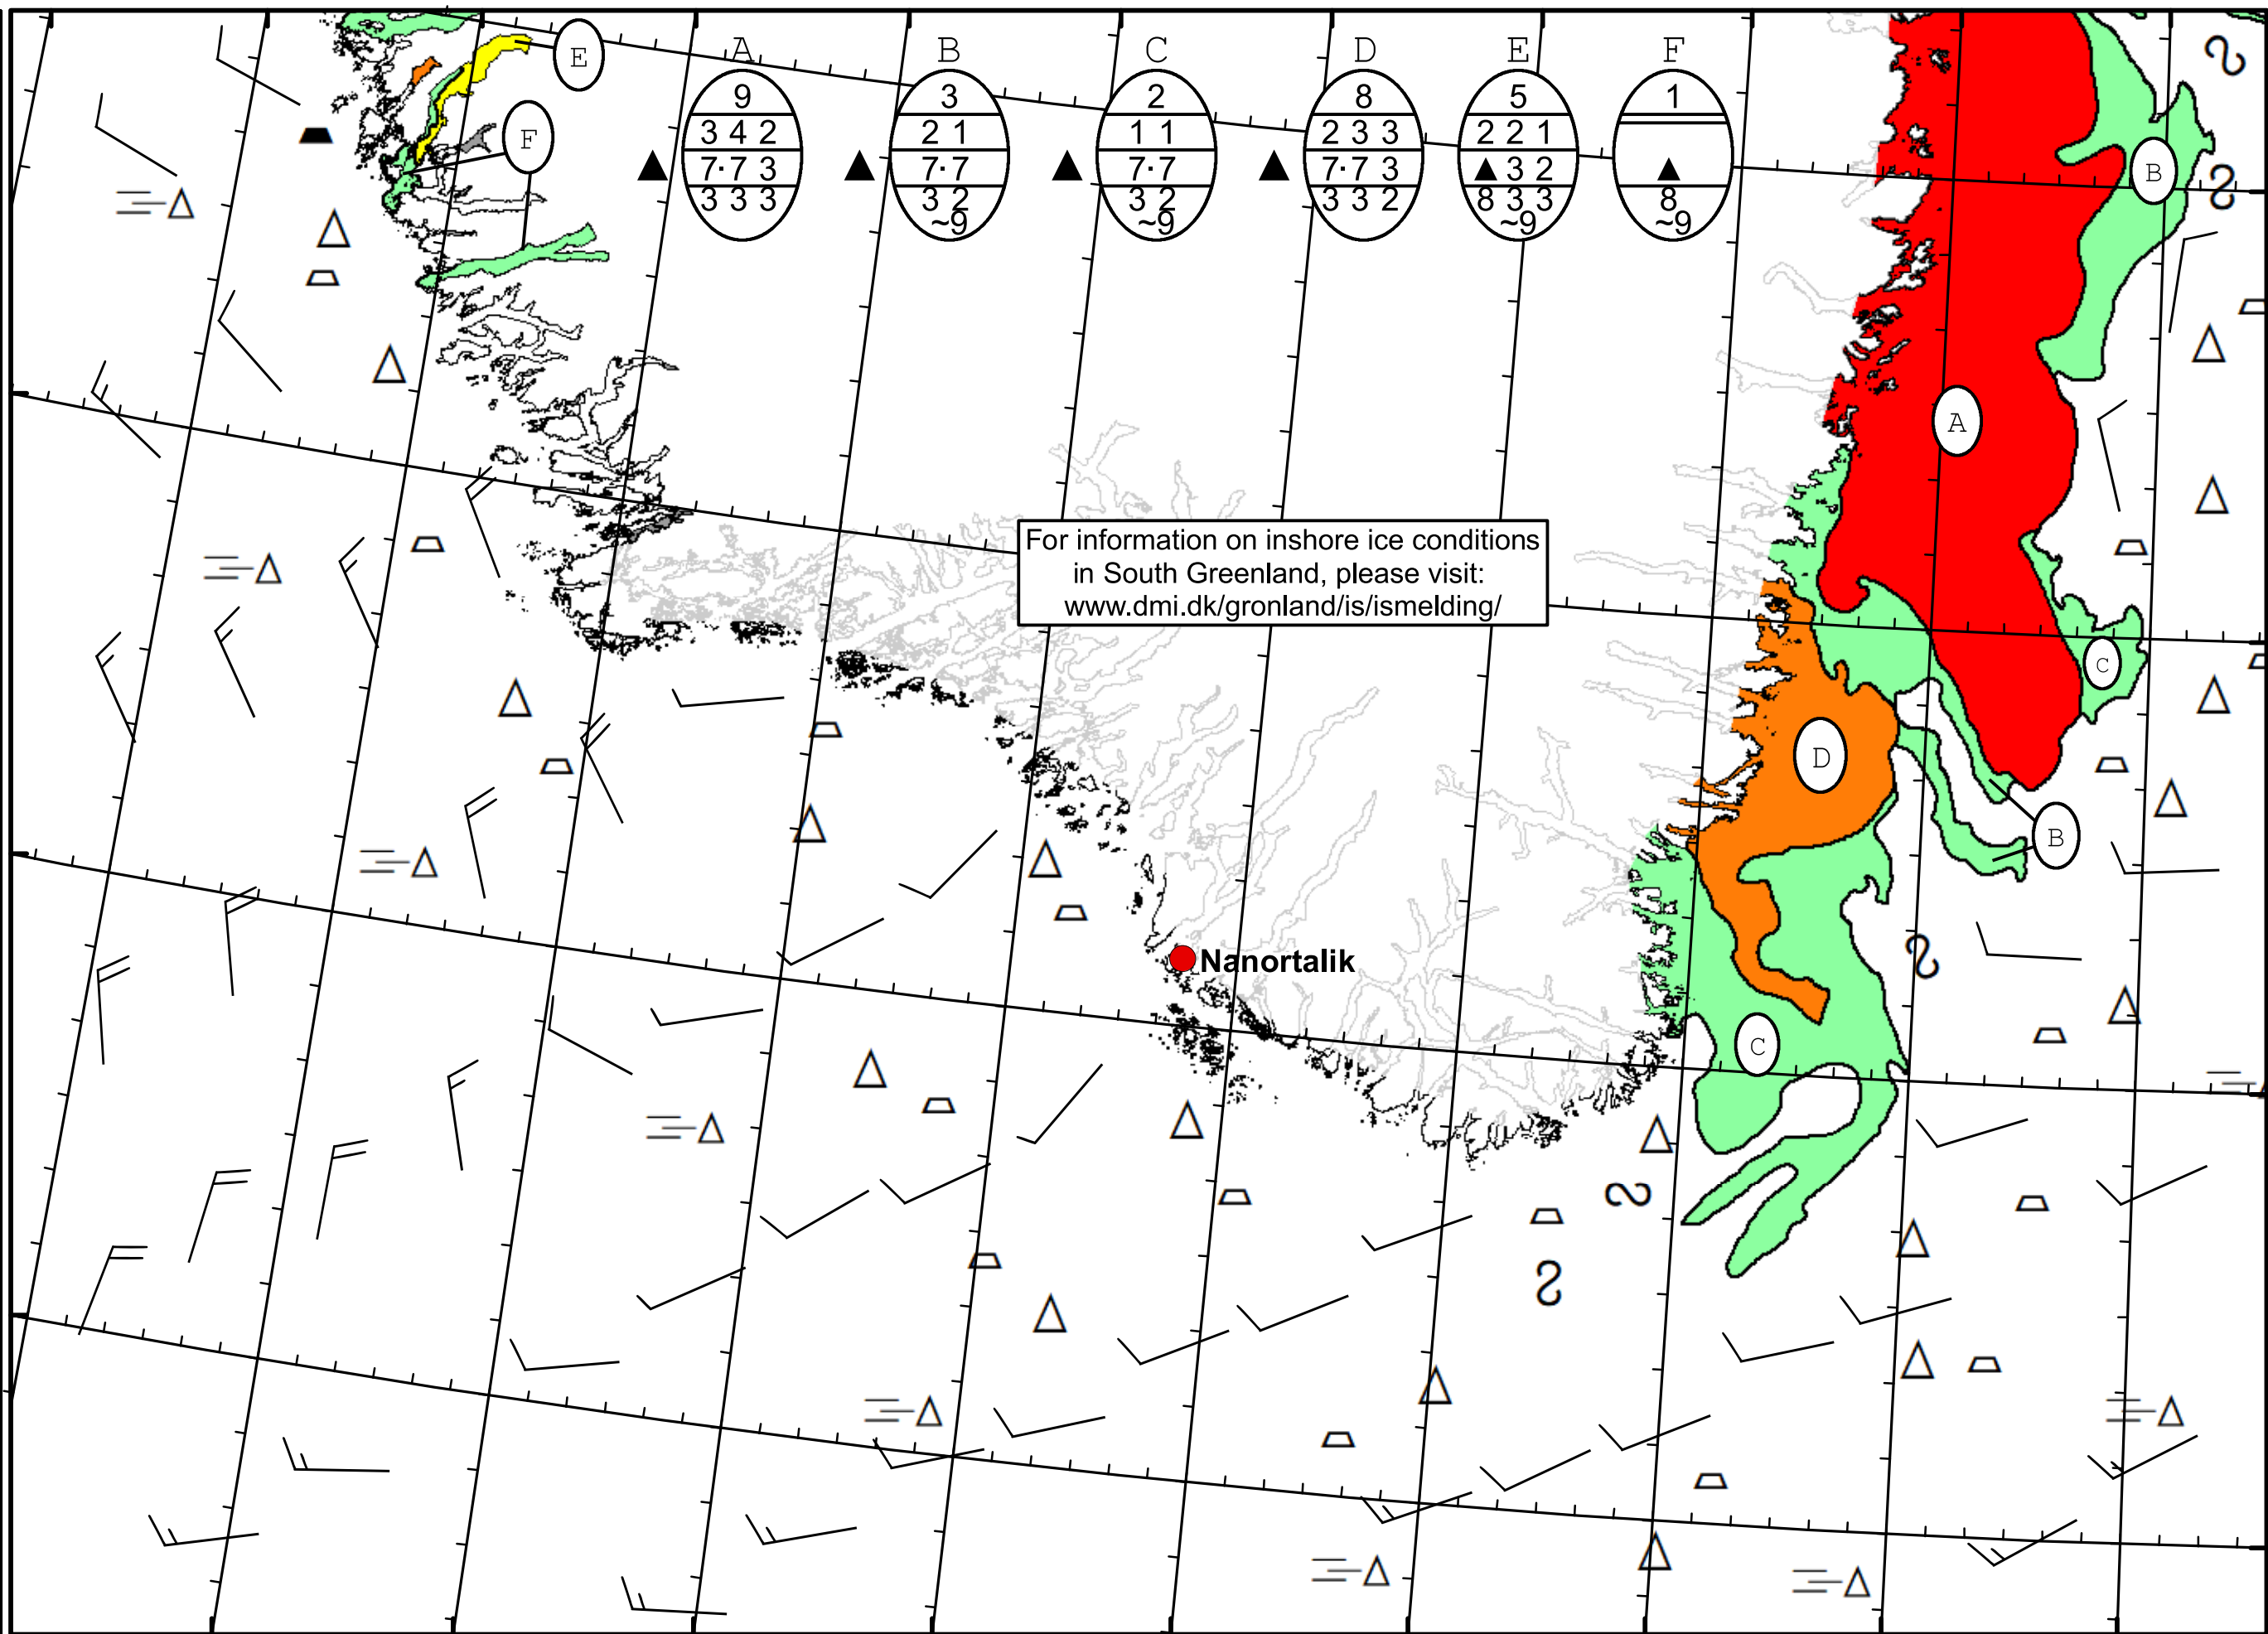 A B C D E F
9
3 4 2
7· 7 3
3 3 3
3
2 1
7· 7
3 2
~9
2
1 1
7· 7
3 2
~9
8
2 3 3
7· 7 3
3 3 2
5
2 2 1
▲ 3 2
8 3 3
~9
1
▲
8
~9
E
F
B
A
For information on inshore ice conditions
in South Greenland, please visit:
www.dmi.dk/gronland/is/ismelding/
C
D
B
Nanortalik
C